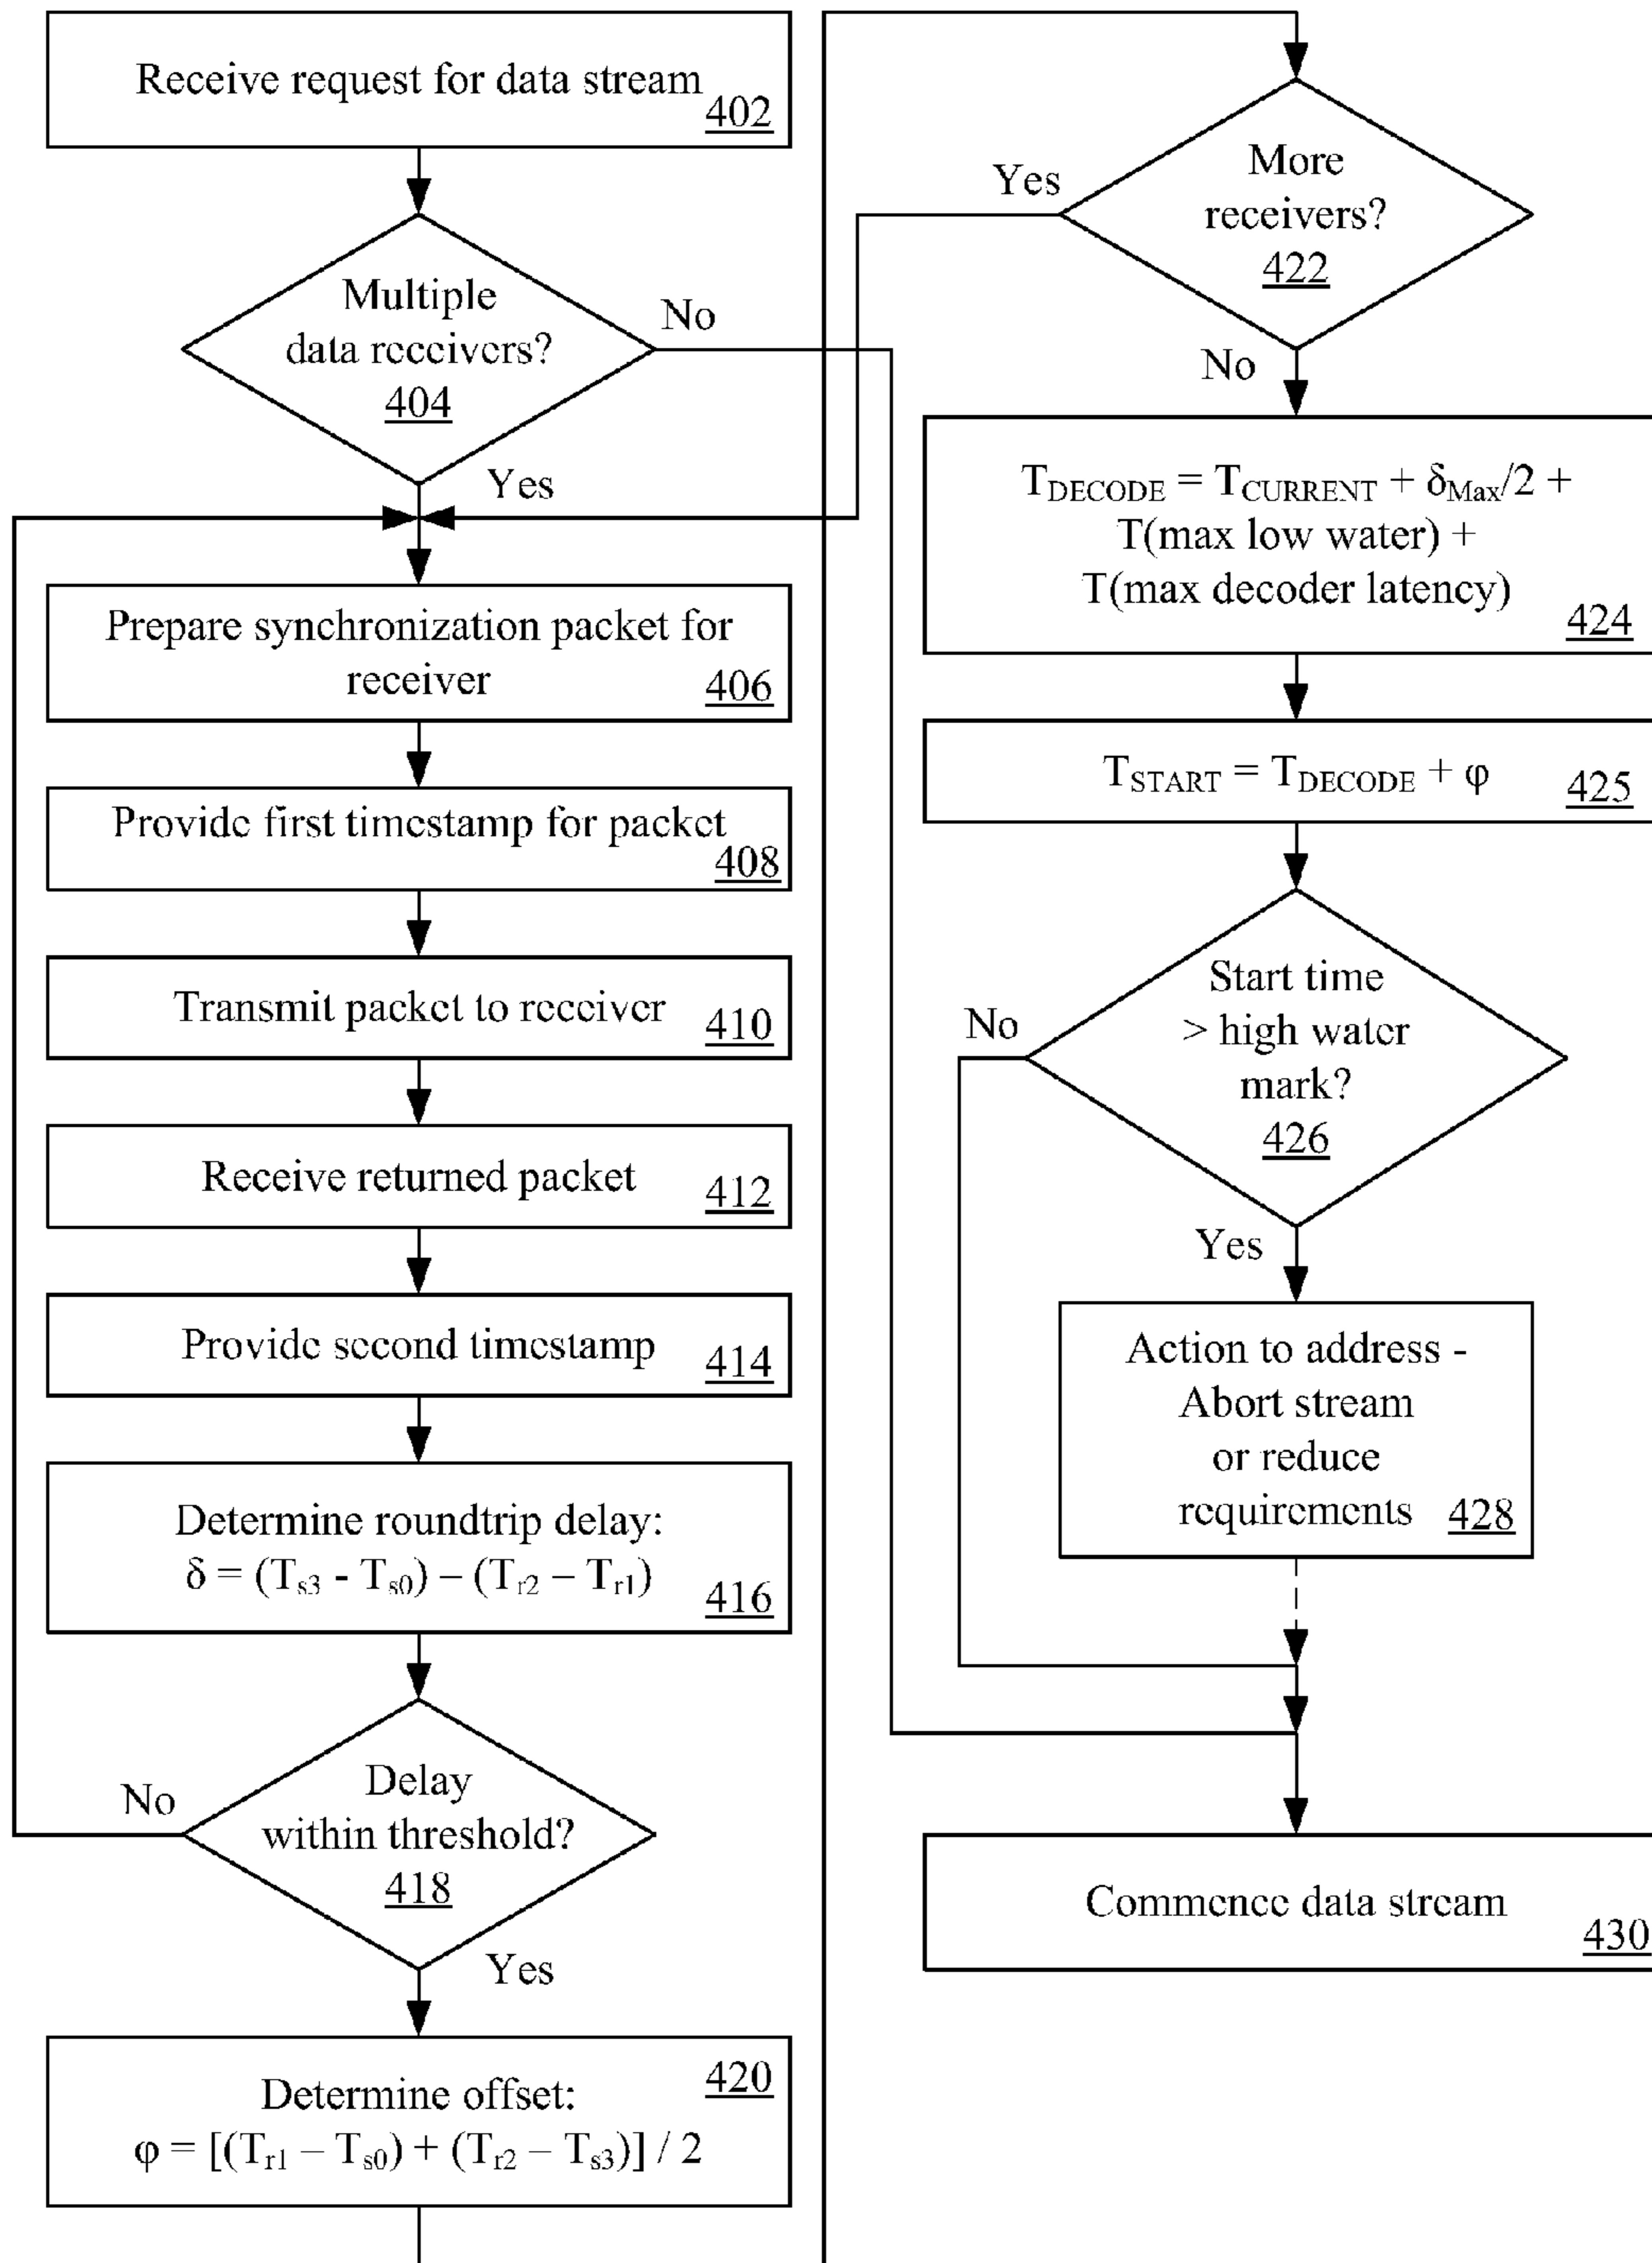 Receive request for data stream
402
Multiple
data receivers?
404
No
Yes
Prepare synchronization packet for
receiver
406
Provide first timestamp for packet
408
Transmit packet to receiver
410
Receive returned packet
412
Provide second timestamp
414
Determine roundtrip delay:
δ = (Ts3 - Ts0) – (Tr2 – Tr1)
416
Delay
within threshold?
418
No
Yes
420
Determine offset:
φ = [(Tr1 – Ts0) + (Tr2 – Ts3)] / 2
More
receivers?
422
Yes
No
TDECODE = TCURRENT + δMax/2 +
T(max low water) +
T(max decoder latency)
424
TSTART = TDECODE + φ
425
Start time
> high water
mark?
426
No
Yes
Action to address -
Abort stream
or reduce
requirements
428
Commence data stream
430